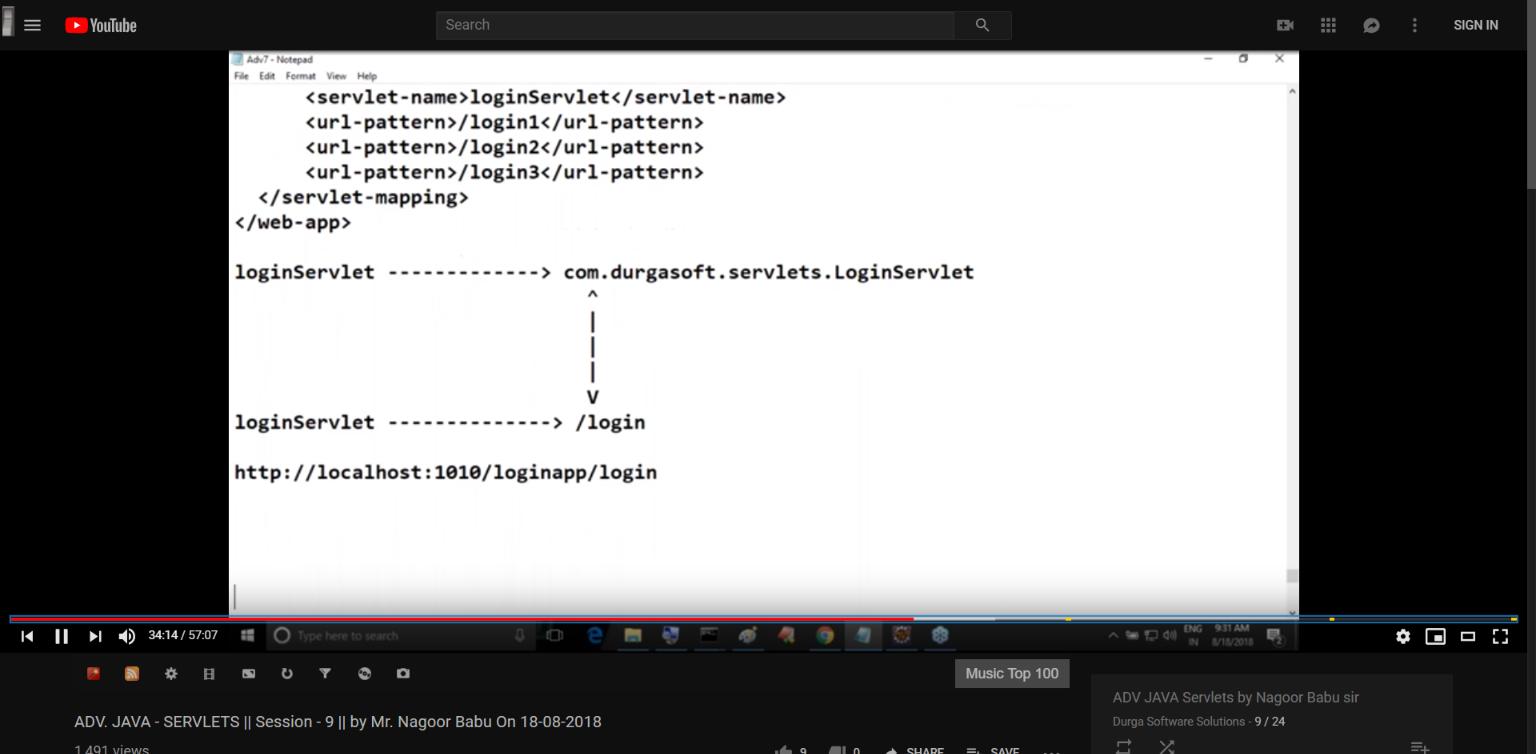 YouTube
Search
SIGN IN
Adv7 - Notepad
File Edit Format View Help
<servlet-name>loginServlet</servlet-name>
<url-pattern>/login1</url-pattern>
<url-pattern>/login2</url-pattern>
<url-pattern>/login3</url-pattern>
</servlet-mapping>
</web-app>
loginServlet -------------> com.durgasoft.servlets.LoginServlet
^
|
|
|
V
loginServlet --------------> /login
http://localhost:1010/loginapp/login
34:14 / 57:07
Type here to search
ENG
IN
9:31 AM
8/18/2018
2
Music Top 100
ADV. JAVA - SERVLETS || Session - 9 || by Mr. Nagoor Babu On 18-08-2018
1,491 views
9
0
SHARE
SAVE
ADV JAVA Servlets by Nagoor Babu sir
Durga Software Solutions - 9 / 24